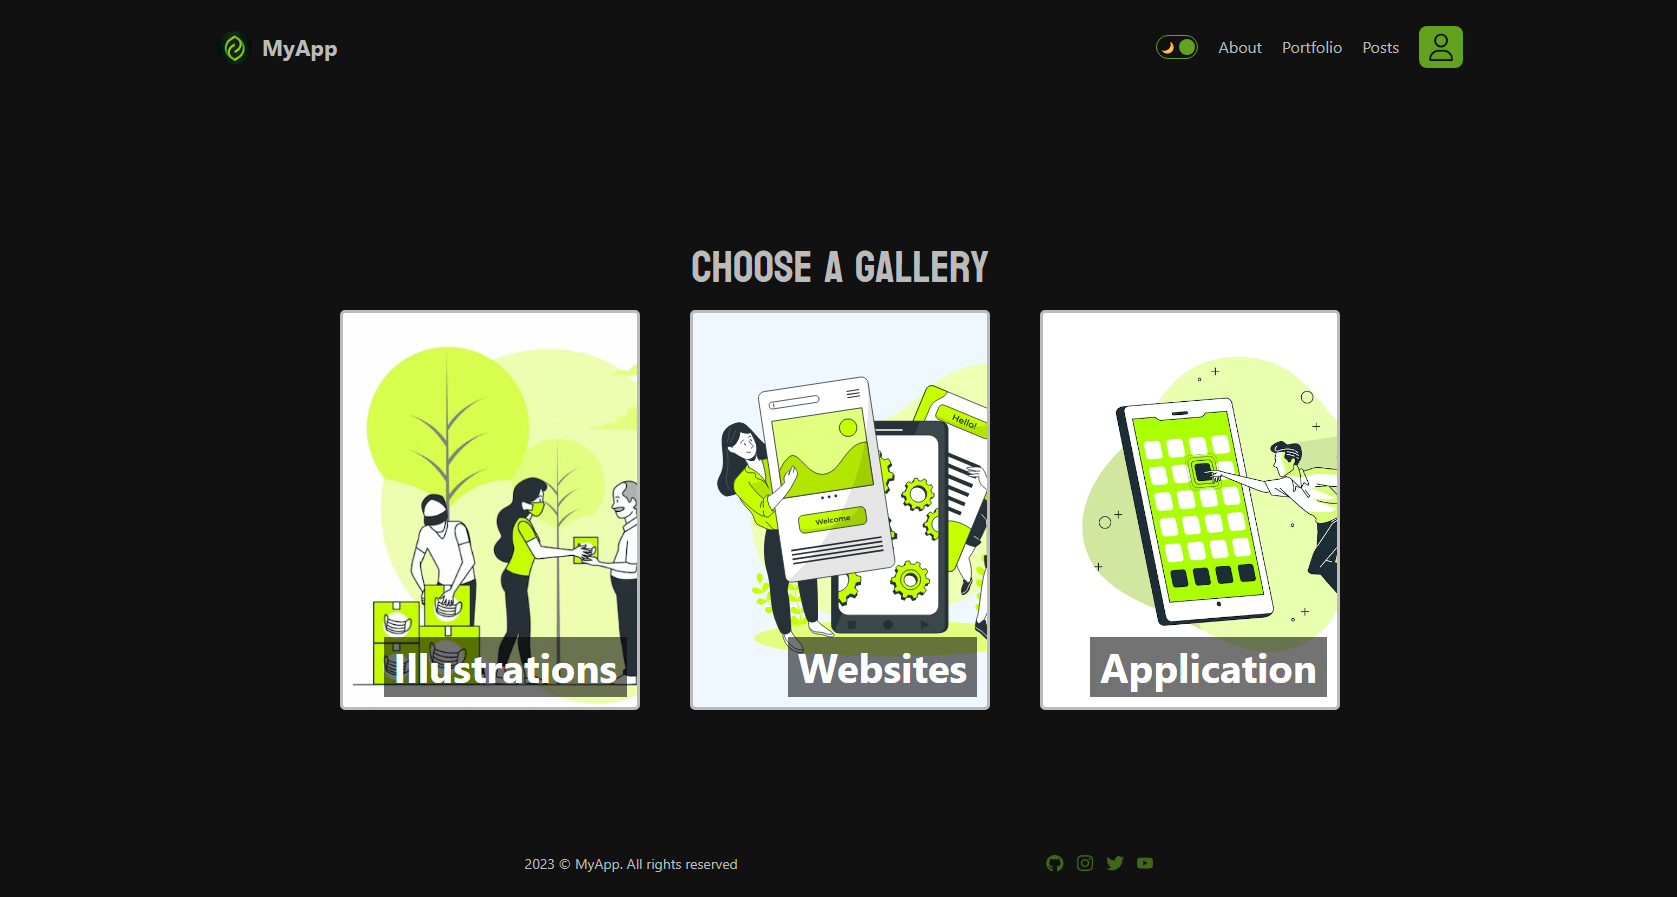 MyApp
About
Portfolio
Posts
CHOOSE A GALLERY
Illustrations
Welcome
Hello!
Websites
Application
2023 © MyApp. All rights reserved